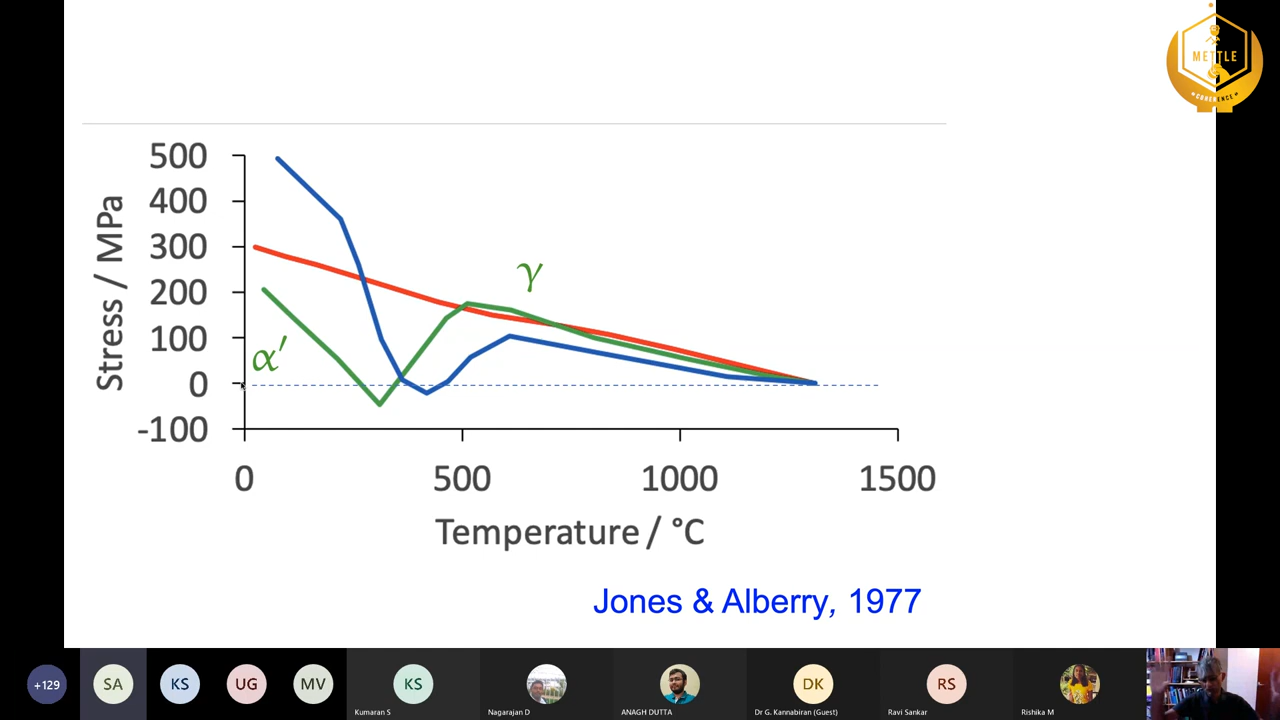 METTLE
COHERENCE
500
400
300
200
100
0
-100
Stress / MPa
γ
α′
0
500
1000
1500
Temperature / °C
Jones & Alberry, 1977
+129
SA
KS
UG
MV
KS
DK
RS
Kumaran S
Nagarajan D
ANAGH DUTTA
Dr G. Kannabiran (Guest)
Ravi Sankar
Rishika M